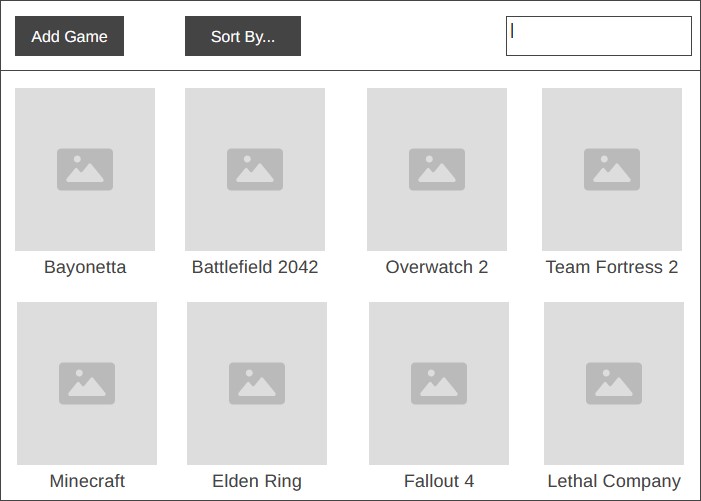 Add Game
Sort By...
Bayonetta
Battlefield 2042
Overwatch 2
Team Fortress 2
Minecraft
Elden Ring
Fallout 4
Lethal Company